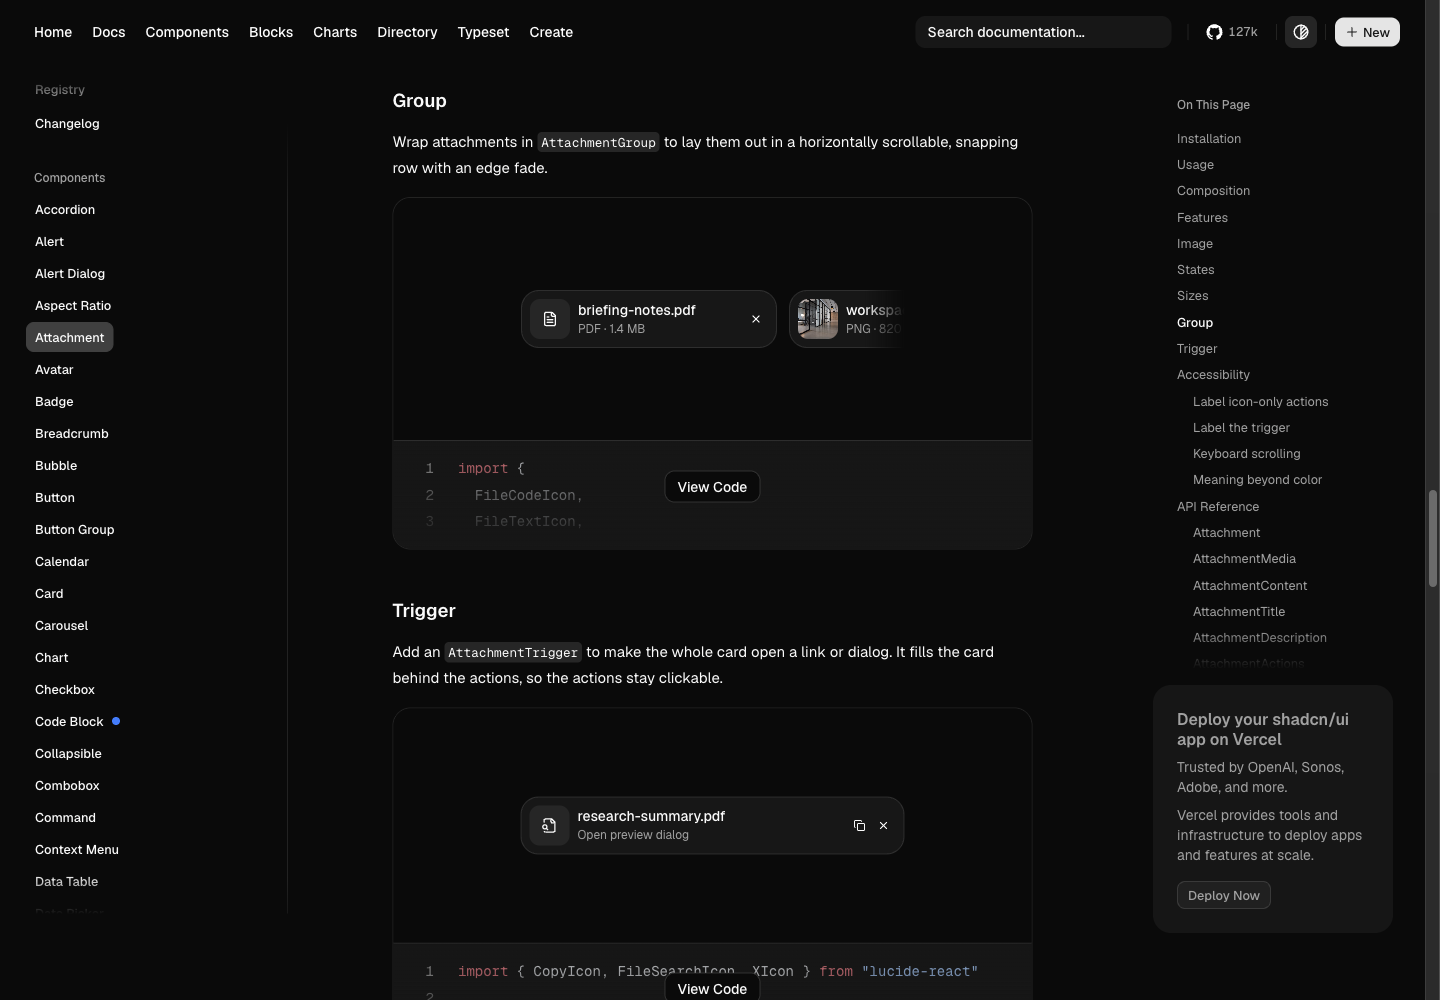 Home Docs Components Blocks Charts Directory Typeset Create
Search documentation...
127k
New
Registry
Changelog
Components
Accordion
Alert
Alert Dialog
Aspect Ratio
Attachment
Avatar
Badge
Breadcrumb
Bubble
Button
Button Group
Calendar
Card
Carousel
Chart
Checkbox
Code Block
Collapsible
Combobox
Command
Context Menu
Data Table
Group
Wrap attachments in AttachmentGroup to lay them out in a horizontally scrollable, snapping
row with an edge fade.
briefing-notes.pdf
PDF · 1.4 MB
workspa
PNG · 820
1 import {
2 FileCodeIcon,
3 FileTextIcon,
View Code
Trigger
Add an AttachmentTrigger to make the whole card open a link or dialog. It fills the card
behind the actions, so the actions stay clickable.
research-summary.pdf
Open preview dialog
1 import { CopyIcon, FileSearchIcon, XIcon } from "lucide-react"
2
View Code
On This Page
Installation
Usage
Composition
Features
Image
States
Sizes
Group
Trigger
Accessibility
Label icon-only actions
Label the trigger
Keyboard scrolling
Meaning beyond color
API Reference
Attachment
AttachmentMedia
AttachmentContent
AttachmentTitle
AttachmentDescription
AttachmentActions
Deploy your shadcn/ui
app on Vercel
Trusted by OpenAI, Sonos,
Adobe, and more.
Vercel provides tools and
infrastructure to deploy apps
and features at scale.
Deploy Now